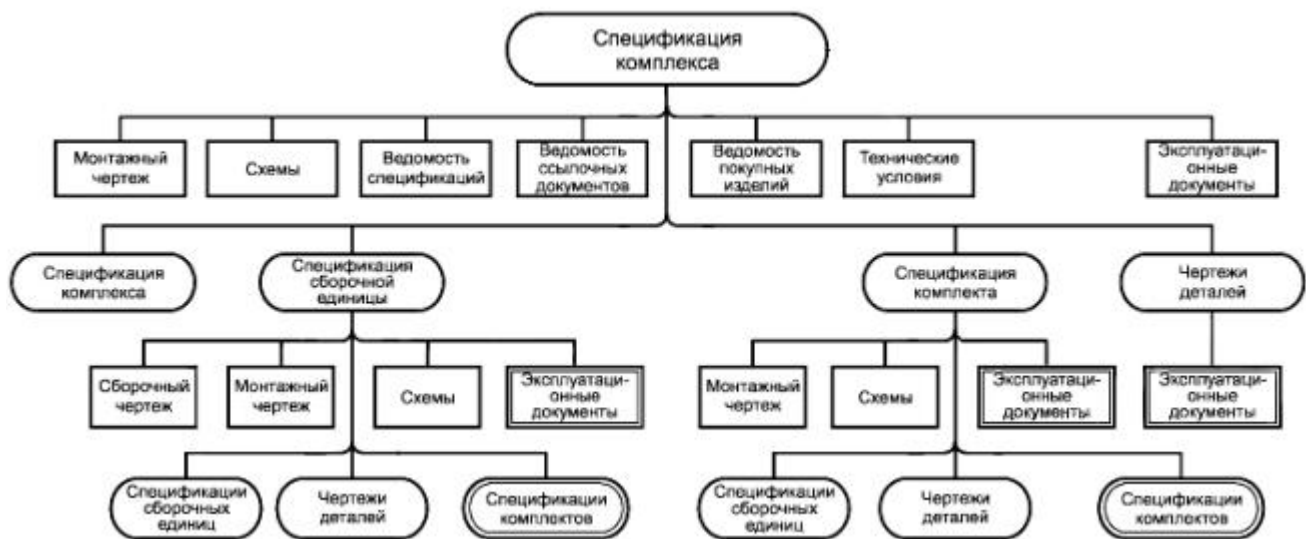 Спецификация
комплекса
Монтажный
чертеж
Схемы
Ведомость
спецификаций
Ведомость
ссылочных
документов
Ведомость
покупных
изделий
Технические
условия
Эксплуатаци-
онные
документы
Спецификация
комплекса
Спецификация
сборочной
единицы
Спецификация
комплекта
Чертежи
деталей
Сборочный
чертеж
Монтажный
чертеж
Схемы
Эксплуатаци-
онные
документы
Монтажный
чертеж
Схемы
Эксплуатаци-
онные
документы
Эксплуатаци-
онные
документы
Спецификации
сборочных
единиц
Чертежи
деталей
Спецификации
комплектов
Спецификации
сборочных
единиц
Чертежи
деталей
Спецификации
комплектов